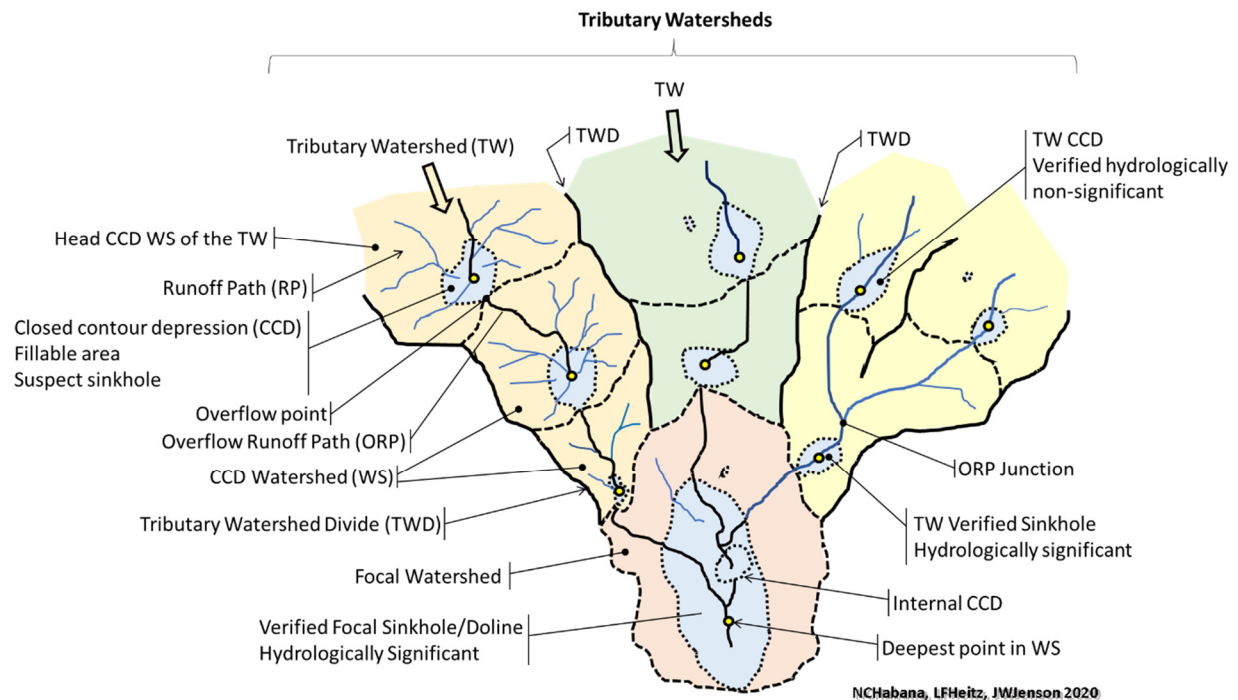 Tributary Watersheds
TW
TWD
TWD
TW CCD
Verified hydrologically
non-significant
Tributary Watershed (TW)
Head CCD WS of the TW
Runoff Path (RP)
Closed contour depression (CCD)
Fillable area
Suspect sinkhole
Overflow point
Overflow Runoff Path (ORP)
CCD Watershed (WS)
ORP Junction
Tributary Watershed Divide (TWD)
TW Verified Sinkhole
Hydrologically significant
Focal Watershed
Internal CCD
Verified Focal Sinkhole/Doline
Hydrologically Significant
Deepest point in WS
NCHabana, LFHeitz, JWJenson 2020